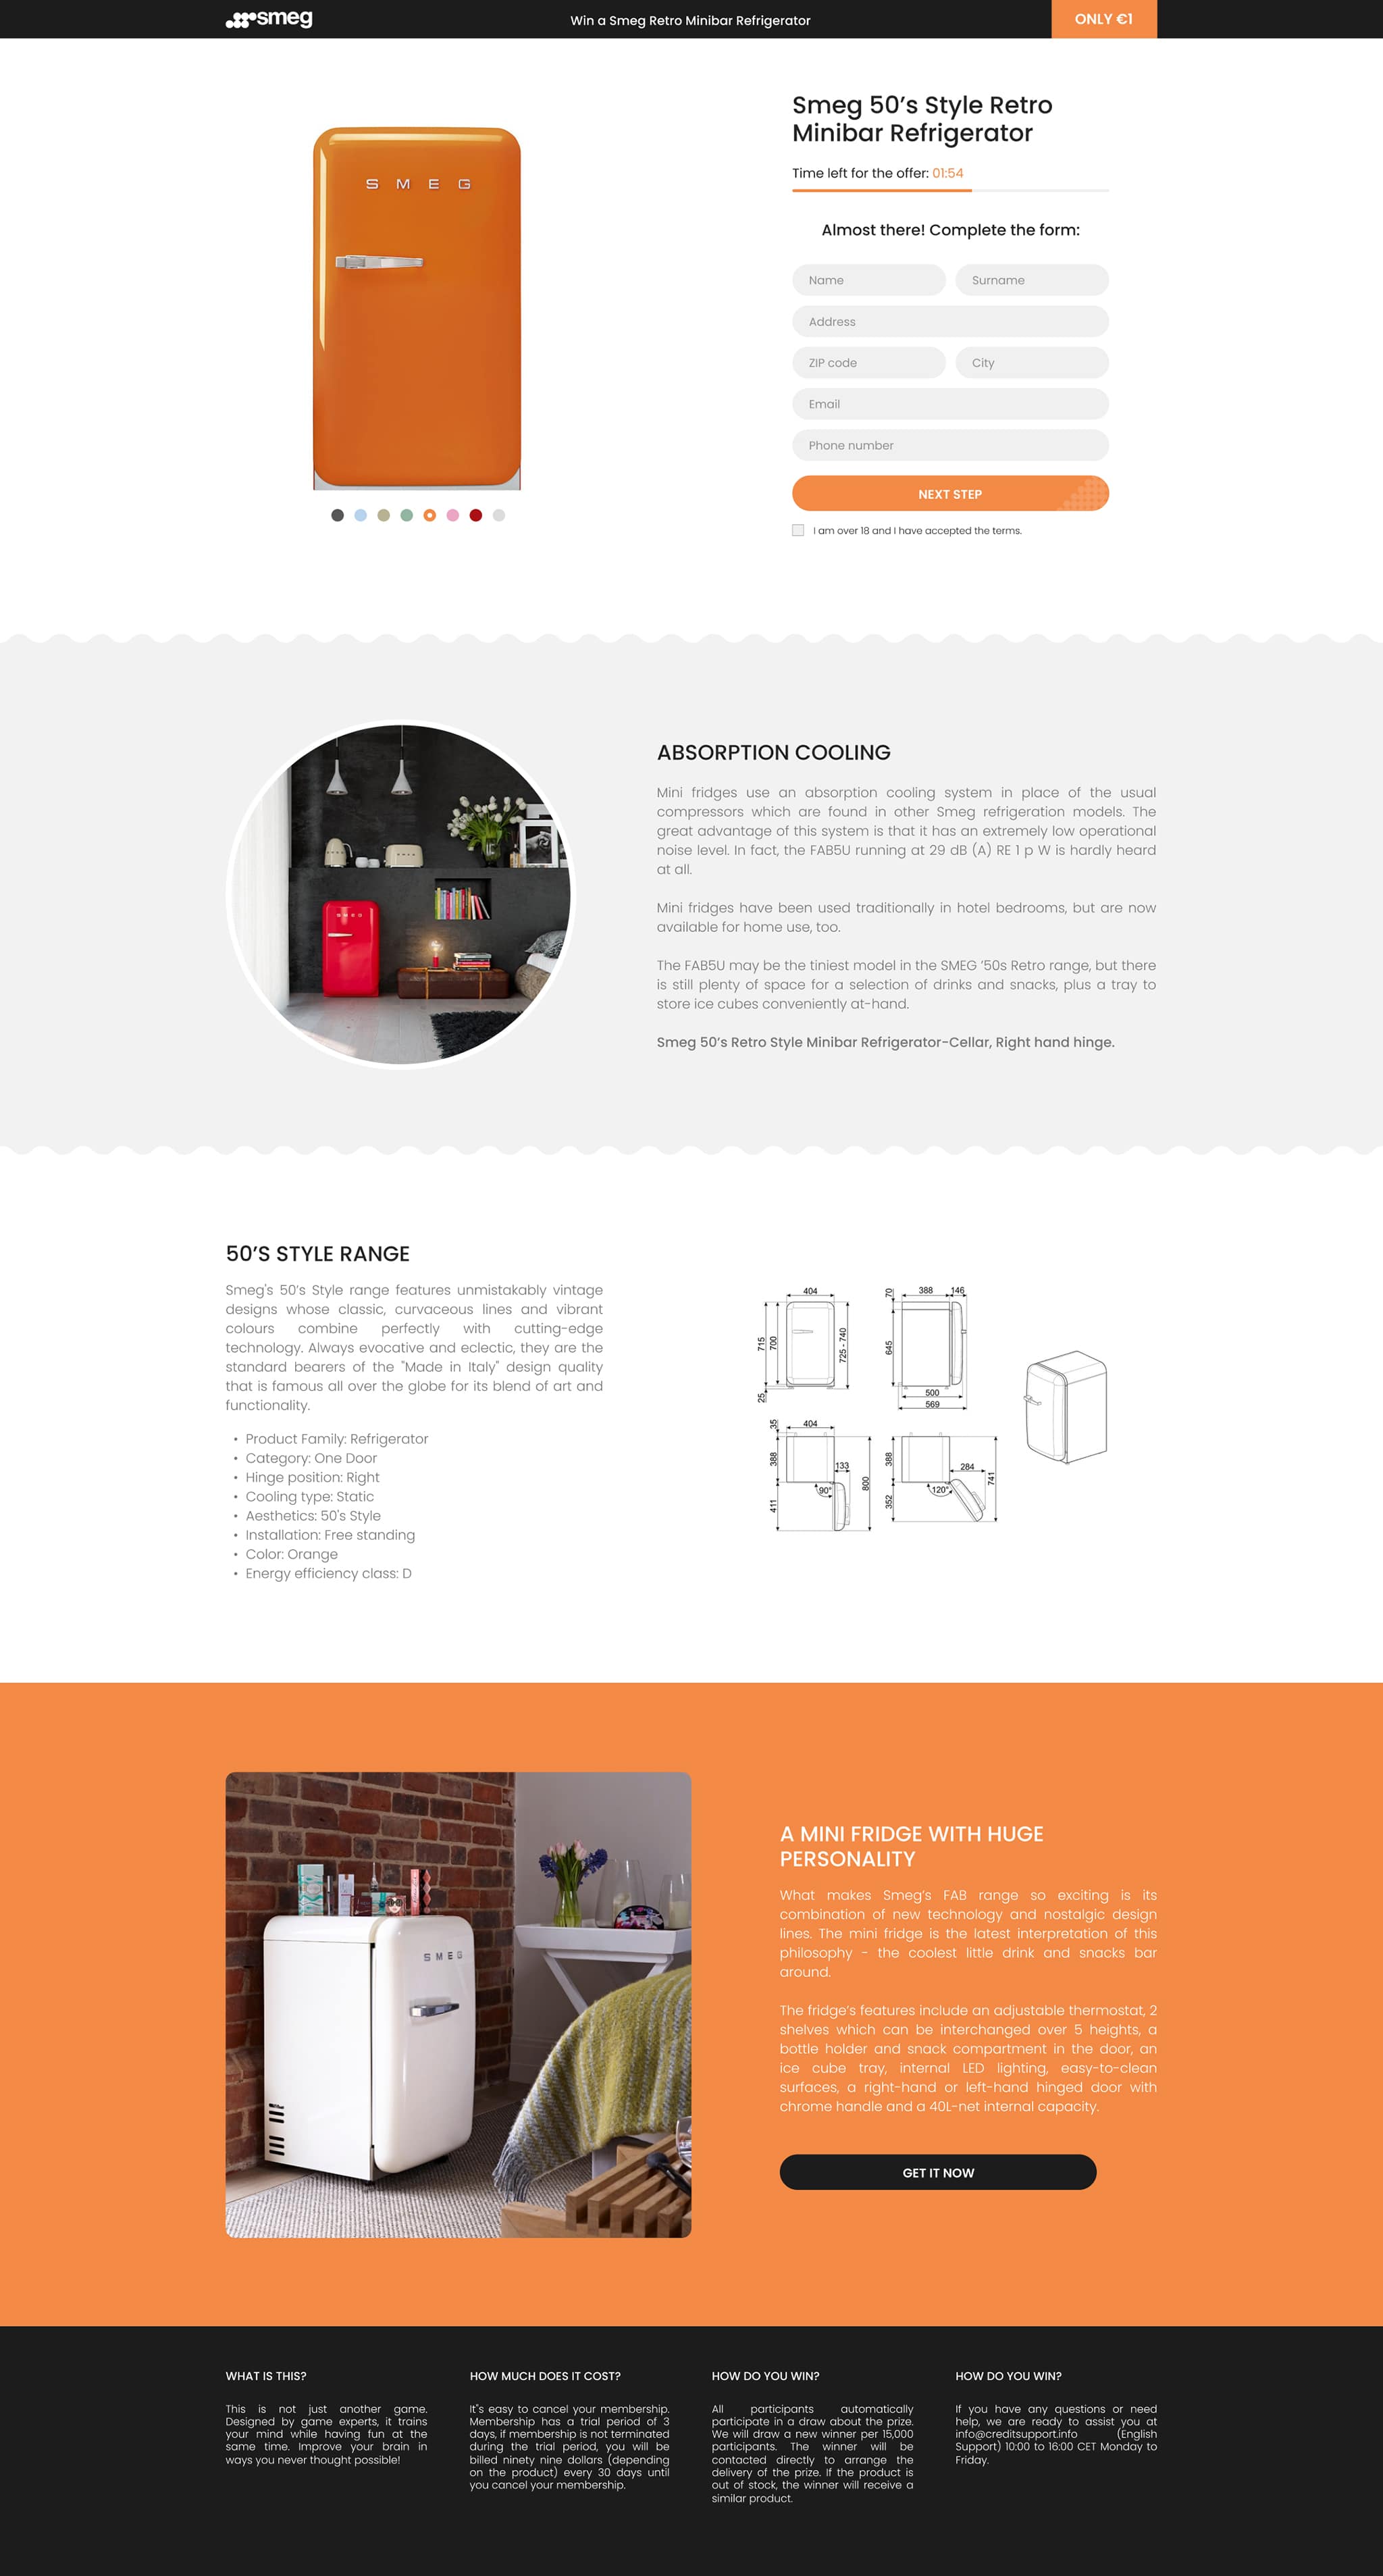 smeg
Win a Smeg Retro Minibar Refrigerator
ONLY €1
SMEG
Smeg 50's Style Retro
Minibar Refrigerator
Time left for the offer: 01:54
Almost there! Complete the form:
Name
Surname
Address
ZIP code
City
Email
Phone number
NEXT STEP
I am over 18 and I have accepted the terms.
SMEG
ABSORPTION COOLING
Mini fridges use an absorption cooling system in place of the usual
compressors which are found in other Smeg refrigeration models. The
great advantage of this system is that it has an extremely low operational
noise level. In fact, the FAB5U running at 29 dB (A) RE 1 p W is hardly heard
at all.
Mini fridges have been used traditionally in hotel bedrooms, but are now
available for home use, too.
The FAB5U may be the tiniest model in the SMEG '50s Retro range, but there
is still plenty of space for a selection of drinks and snacks, plus a tray to
store ice cubes conveniently at-hand.
Smeg 50's Retro Style Minibar Refrigerator-Cellar, Right hand hinge.
50'S STYLE RANGE
Smeg's 50's Style range features unmistakably vintage
designs whose classic, curvaceous lines and vibrant
colours combine perfectly with cutting-edge
technology. Always evocative and eclectic, they are the
standard bearers of the "Made in Italy" design quality
that is famous all over the globe for its blend of art and
functionality.
• Product Family: Refrigerator
• Category: One Door
• Hinge position: Right
• Cooling type: Static
• Aesthetics: 50's Style
• Installation: Free standing
• Color: Orange
• Energy efficiency class: D
404
715
700
725 - 740
25
70
388
146
645
500
569
35
404
388
133
90°
800
411
388
284
120°
741
352
SMEG
A MINI FRIDGE WITH HUGE
PERSONALITY
What makes Smeg's FAB range so exciting is its
combination of new technology and nostalgic design
lines. The mini fridge is the latest interpretation of this
philosophy - the coolest little drink and snacks bar
around.
The fridge's features include an adjustable thermostat, 2
shelves which can be interchanged over 5 heights, a
bottle holder and snack compartment in the door, an
ice cube tray, internal LED lighting, easy-to-clean
surfaces, a right-hand or left-hand hinged door with
chrome handle and a 40L-net internal capacity.
GET IT NOW
WHAT IS THIS?
This is not just another game.
Designed by game experts, it trains
your mind while having fun at the
same time. Improve your brain in
ways you never thought possible!
HOW MUCH DOES IT COST?
It"s easy to cancel your membership.
Membership has a trial period of 3
days, if membership is not terminated
during the trial period, you will be
billed ninety nine dollars (depending
on the product) every 30 days until
you cancel your membership.
HOW DO YOU WIN?
All participants automatically
participate in a draw about the prize.
We will draw a new winner per 15,000
participants. The winner will be
contacted directly to arrange the
delivery of the prize. If the product is
out of stock, the winner will receive a
similar product.
HOW DO YOU WIN?
If you have any questions or need
help, we are ready to assist you at
info@creditsupport.info (English
Support) 10:00 to 16:00 CET Monday to
Friday.